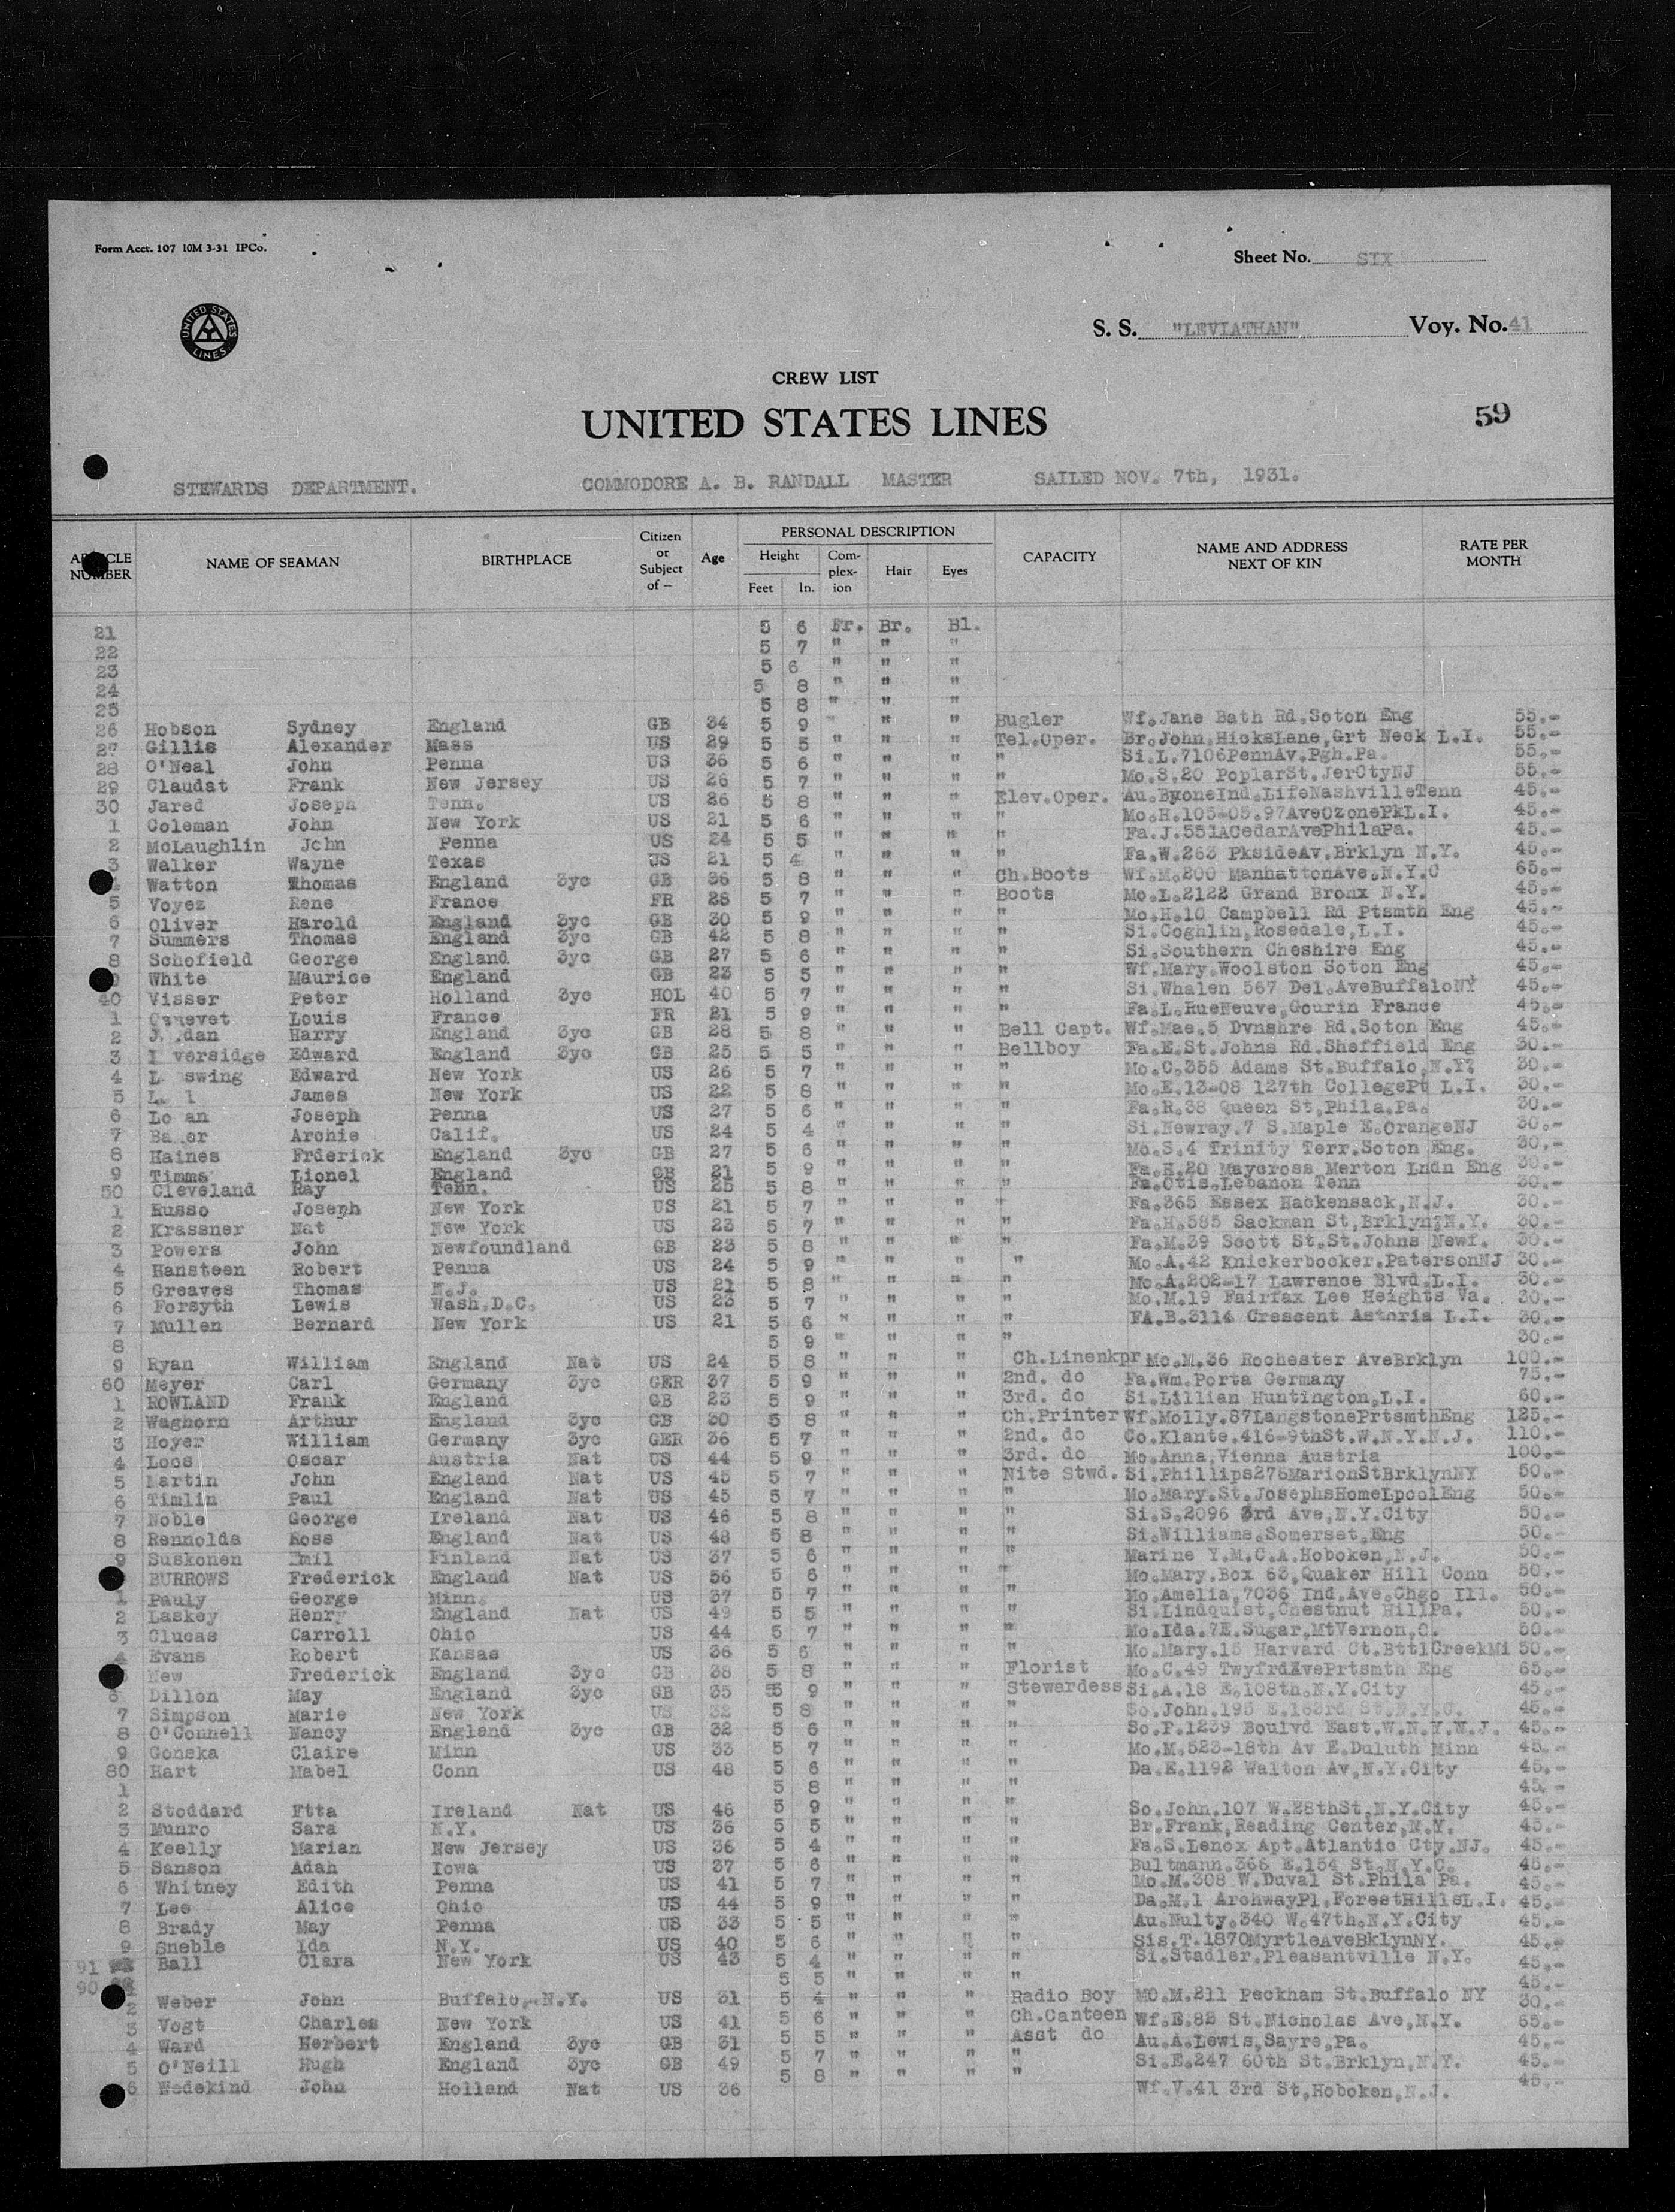 Form Acct. 107 10M 3-31 IPCo.
Sheet No. SIX
UNITED STATES LINES
S. S. "LEVIATHAN" Voy. No. 41
CREW LIST
UNITED STATES LINES
59
STEWARDS DEPARTMENT. COMMODORE A. B. RANDALL MASTER SAILED NOV. 7th, 1931.
NUMBER NAME OF SEAMAN BIRTHPLACE Citizen or Subject of — Age PERSONAL DESCRIPTION Height Feet In. Com-plex-ion Hair Eyes CAPACITY NAME AND ADDRESS NEXT OF KIN RATE PER MONTH
21 5 6 Fr. Br. Bl.
22 5 7 " " "
23 5 6 " " "
24 5 8 " " "
25 5 8 " " "
26 Hobson Sydney England GB 34 5 9 " " " Bugler Wf.Jane Bath Rd.Soton Eng 55.-
27 Gillis Alexander Mass US 29 5 5 " " " Tel.Oper. Br.John.HicksLane,Grt Neck L.I. 55.-
28 O'Neal John Penna US 36 5 6 " " " " Si.L.7106PennAv.Pgh.Pa. 55.-
29 Claudat Frank New Jersey US 26 5 7 " " " " Mo.S.20 PoplarSt.JerCtyNJ 55.-
30 Jared Joseph Tenn. US 26 5 8 " " " Elev.Oper. Au.ByoneInd.LifeNashvilleTenn 45.-
1 Coleman John New York US 21 5 6 " " " " Mo.H.105-05.97AveOzonePkL.I. 45.-
2 McLaughlin John Penna US 24 5 5 " " " " Fa.J.551ACedarAvePhilaPa. 45.-
3 Walker Wayne Texas US 21 5 4 " " " " Fa.W.263 PksideAv.Brklyn N.Y. 45.-
Watton Thomas England 3yc GB 36 5 8 " " " Ch.Boots Wf.M.200 ManhattonAve.N.Y.C 65.-
5 Voyez Rene France FR 28 5 7 " " " Boots Mo.L.2122 Grand Bronx N.Y. 45.-
6 Oliver Harold England 3yc GB 30 5 9 " " " " Mo.H.10 Campbell Rd Ptsmth Eng 45.-
7 Summers Thomas England 3yc GB 42 5 8 " " " " Si.Coghlin,Rosedale,L.I. 45.-
8 Schofield George England 3yc GB 27 5 6 " " " " Si.Southern Cheshire Eng 45.-
White Maurice England GB 23 5 5 " " " " Wf.Mary.Woolston Soton Eng 45.-
40 Visser Peter Holland 3yc HOL 40 5 7 " " " " Si.Whalen 567 Del.AveBuffaloNY 45.-
1 Louis France FR 21 5 9 " " " " Fa.L.RueNeuve,Gourin France 45.-
2 Harry England 3yc GB 28 5 8 " " " Bell Capt. Wf.Mae.5 Dvnshre Rd.Soton Eng 45.-
3 Edward England 3yc GB 25 5 5 " " " Bellboy Fa.E.St.Johns Rd.Sheffield Eng 30.-
4 Edward New York US 26 5 7 " " " " Mo.C.355 Adams St.Buffalo,N.Y. 30.-
5 James New York US 22 5 8 " " " " Mo.E.13-08 127th CollegePt L.I. 30.-
6 Joseph Penna US 27 5 6 " " " " Fa.R.38 Queen St,Phila.Pa. 30.-
7 Archie Calif. US 24 5 4 " " " " Si.Newray.7 S.Maple E.OrangeNJ 30.-
8 Haines Frderick England 3yc GB 27 5 6 " " " " Mo.S.4 Trinity Terr.Soton Eng. 30.-
9 Timms Lionel England GB 21 5 9 " " " " Fa.H.20 Maycross Merton Lndn Eng 30.-
50 Cleveland Ray Tenn. US 25 5 8 " " " " Fa.Otis.Lebanon Tenn 30.-
1 Russo Joseph New York US 21 5 7 " " " " Fa.365 Essex Hackensack,N.J. 30.-
2 Krassner Nat New York US 23 5 7 " " " " Fa.H.585 Sackman St,Brklyn,N.Y. 30.-
3 Powers John Newfoundland GB 23 5 8 " " " " Fa.M.39 Scott St.St.Johns Newf. 30.-
4 Hansteen Robert Penna US 24 5 9 " " " " Mo.A.42 Knickerbocker.PatersonNJ 30.-
5 Greaves Thomas N.J. US 21 5 8 " " " " Mo.A.202-17 Lawrence Blvd.L.I. 30.-
6 Forsyth Lewis Wash.D.C. US 23 5 7 " " " " Mo.M.19 Fairfax Lee Heights Va. 30.-
7 Mullen Bernard New York US 21 5 6 " " " " FA.B.3114 Crescent Astoria L.I. 30.-
8 5 9 " " " " 30.-
9 Ryan William England Nat US 24 5 8 " " " Ch.Linenkpr Mo.M.36 Rochester AveBrklyn 100.-
60 Meyer Carl Germany 3yc GER 37 5 9 " " " 2nd. do Fa.Wm.Porta Germany 75.-
1 ROWLAND Frank England GB 23 5 9 " " " 3rd. do Si.Lillian Huntington,L.I. 60.-
2 Waghorn Arthur England 3yc GB 30 5 8 " " " Ch.Printer Wf.Molly.87LangstonePrtsmthEng 125.-
3 Hoyer William Germany 3yc GER 36 5 7 " " " 2nd. do Co.Klante.416-9thSt.W.N.Y.N.J. 110.-
4 Loos Oscar Austria Nat US 44 5 9 " " " 3rd. do Mo.Anna,Vienna Austria 100.-
5 Martin John England Nat US 45 5 7 " " " Nite Stwd. Si.Phillips276MarionStBrklynNY 50.-
6 Timlin Paul England Nat US 45 5 7 " " " " Mo.Mary.St.JosephsHomeLpoolEng 50.-
7 Noble George Ireland Nat US 46 5 8 " " " " Si.S.2096 3rd Ave,N.Y.City 50.-
8 Rennolds Ross England Nat US 48 5 8 " " " " Si.Williams.Somerset,Eng 50.-
9 Suskonen Emil Finland Nat US 37 5 6 " " " " Marine Y.M.C.A.Hoboken,N.J. 50.-
BURROWS Frederick England Nat US 56 5 6 " " " " Mo.Mary.Box 63,Quaker Hill Conn 50.-
1 Pauly George Minn. US 37 5 7 " " " " Mo.Amelia,7036 Ind.Ave.Chgo Ill. 50.-
2 Laskey Henry England Nat US 49 5 5 " " " " Si.Lindquist,Chestnut HillPa. 50.-
3 Clucas Carroll Ohio US 44 5 7 " " " " Mo.Ida.7E.Sugar,MtVernon,O. 50.-
4 Evans Robert Kansas US 36 5 6 " " " " Mo.Mary.15 Harvard Ct.BttlCreekMi 50.-
New Frederick England 3yc GB 38 5 8 " " " Florist Mo.C.49 TwyfrdAvePrtsmth Eng 65.-
6 Dillon May England 3yc GB 35 5 9 " " " Stewardess Si.A.18 E.108th.N.Y.City 45.-
7 Simpson Marie New York US 32 5 8 " " " " So.John.195 E.163rd St.N.Y.C. 45.-
8 O'Connell Nancy England 3yc GB 32 5 6 " " " " So.P.1239 Boulvd East.W.N.Y.N.J. 45.-
9 Gonska Claire Minn US 33 5 7 " " " " Mo.M.523-18th Av E.Duluth Minn 45.-
80 Hart Mabel Conn US 48 5 6 " " " " Da.E.1192 Walton Av,N.Y.City 45.-
1 5 8 " " " " 45.-
2 Stoddard Etta Ireland Nat US 46 5 9 " " " " So.John.107 W.28thSt,N.Y.City 45.-
3 Munro Sara N.Y. US 36 5 5 " " " " Br.Frank,Reading Center,N.Y. 45.-
4 Keelly Marian New Jersey US 36 5 4 " " " " Fa.S.Lenox Apt.Atlantic Cty.NJ. 45.-
5 Sanson Adah Iowa US 37 5 6 " " " " Bultmann.366 E.154 St.N.Y.C. 45.-
6 Whitney Edith Penna US 41 5 7 " " " " Mo.M.308 W.Duval St.Phila Pa. 45.-
7 Lee Alice Ohio US 44 5 9 " " " " Da.M.1 ArchwayPl.ForestHillsL.I. 45.-
8 Brady May Penna US 33 5 5 " " " " Au.Nulty.340 W.47th.N.Y.City 45.-
9 Sneble Ida N.Y. US 40 5 6 " " " " Sis.T.1870MyrtleAveBklynNY. 45.-
91 Ball Clara New York US 43 5 4 " " " " Si.Stadler.Pleasantville N.Y. 45.-
90 5 5 " " " " 45.-
2 Weber John Buffalo,N.Y. US 31 5 4 " " " Radio Boy MO.M.211 Peckham St.Buffalo NY 30.-
3 Vogt Charles New York US 41 5 6 " " " Ch.Canteen Wf.E.82 St.Nicholas Ave,N.Y. 65.-
4 Ward Herbert England 3yc GB 31 5 5 " " " Asst do Au.A.Lewis,Sayre,Pa. 45.-
5 O'Neill Hugh England 3yc GB 49 5 7 " " " " Si.E.247 60th St.Brklyn,N.Y. 45.-
6 Wedekind John Holland Nat US 36 5 8 " " " " Wf.V.41 3rd St,Hoboken,N.J. 45.-